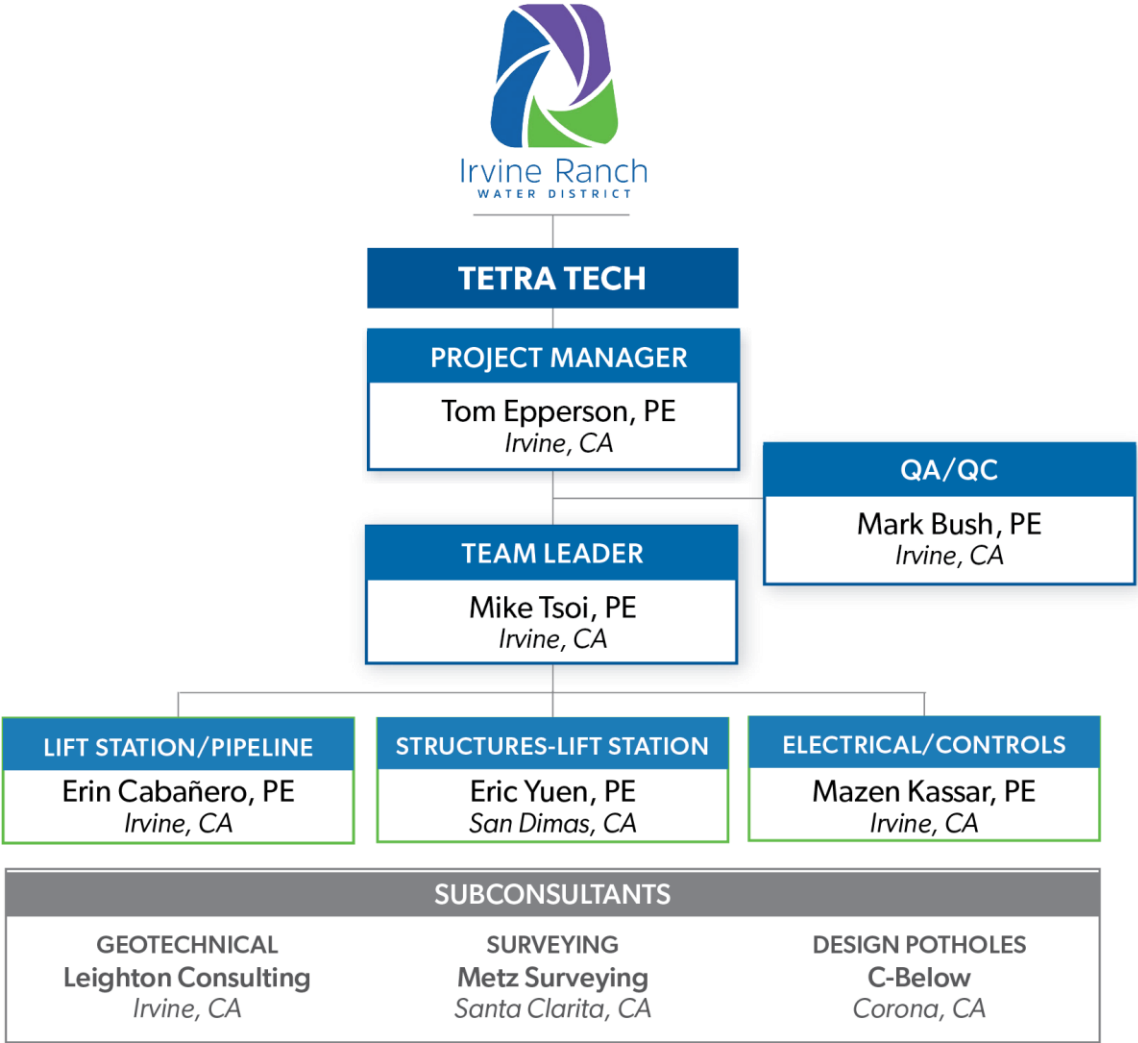 Irvine Ranch
WATER DISTRICT
TETRA TECH
PROJECT MANAGER
Tom Epperson, PE
Irvine, CA
QA/QC
Mark Bush, PE
Irvine, CA
TEAM LEADER
Mike Tsoi, PE
Irvine, CA
LIFT STATION/PIPELINE
Erin Cabañero, PE
Irvine, CA
STRUCTURES-LIFT STATION
Eric Yuen, PE
San Dimas, CA
ELECTRICAL/CONTROLS
Mazen Kassar, PE
Irvine, CA
SUBCONSULTANTS
GEOTECHNICAL
Leighton Consulting
Irvine, CA
SURVEYING
Metz Surveying
Santa Clarita, CA
DESIGN POTHOLES
C-Below
Corona, CA